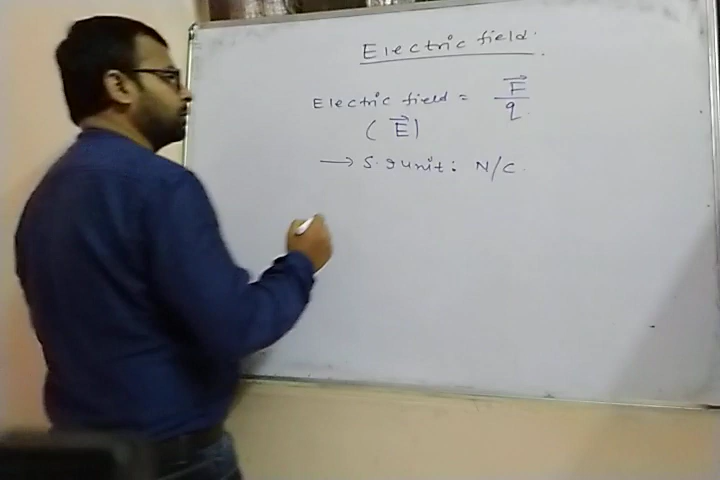 Electric field.
Electric field = F⃗/q
(E⃗)
→ S.I unit: N/C.